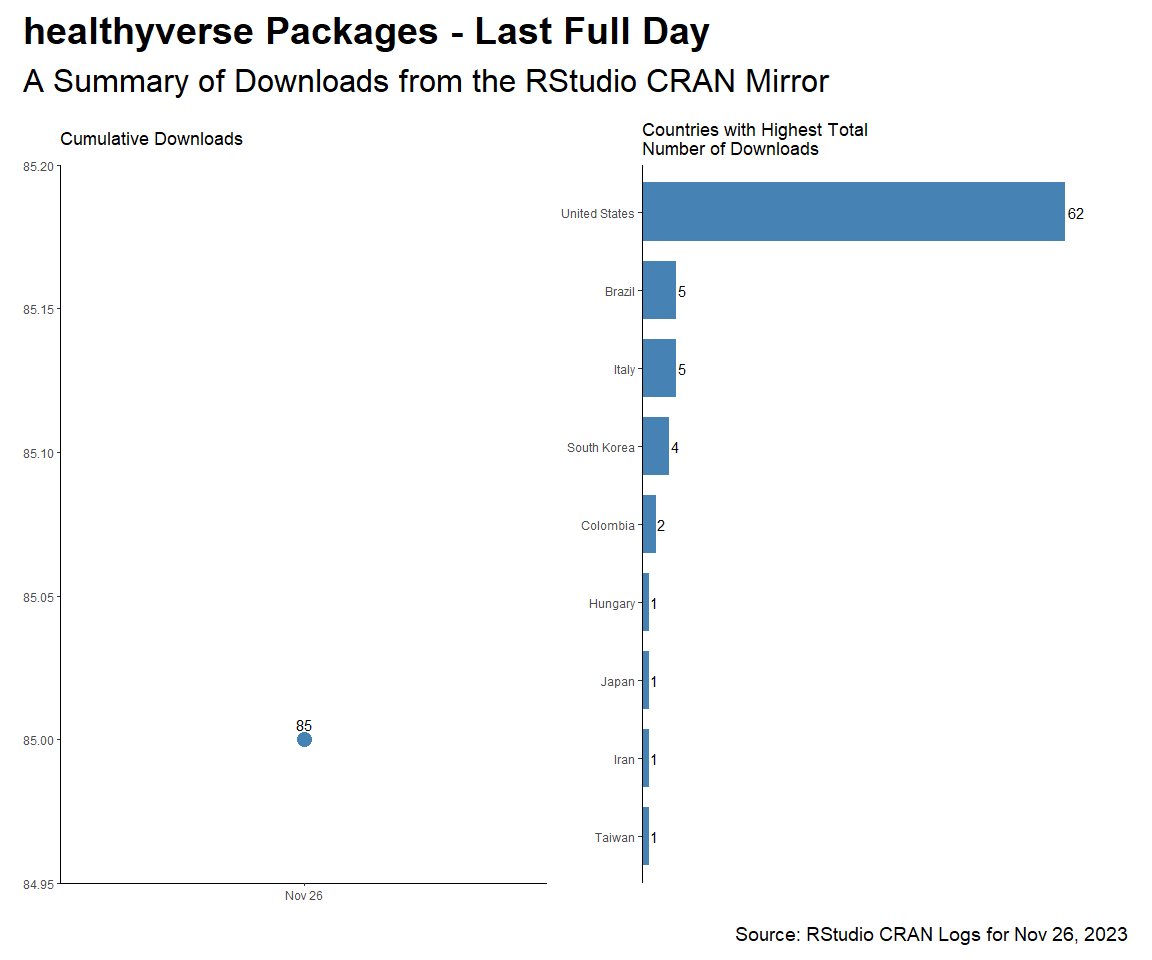 healthyverse Packages - Last Full Day
A Summary of Downloads from the RStudio CRAN Mirror
Cumulative Downloads
85.20
85.15
85.10
85.05
85.00
84.95
85
Nov 26
Countries with Highest Total
Number of Downloads
United States 62
Brazil 5
Italy 5
South Korea 4
Colombia 2
Hungary 1
Japan 1
Iran 1
Taiwan 1
Source: RStudio CRAN Logs for Nov 26, 2023